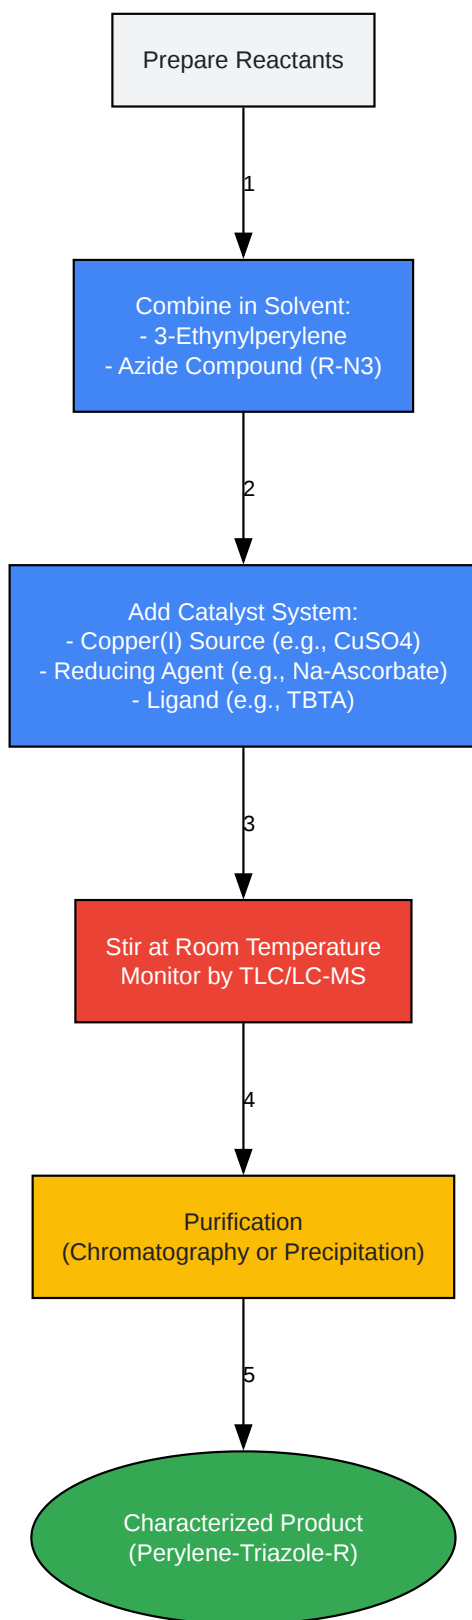 Prepare Reactants
1
Combine in Solvent:
- 3-Ethynylperylene
- Azide Compound (R-N3)
2
Add Catalyst System:
- Copper(I) Source (e.g., CuSO4)
- Reducing Agent (e.g., Na-Ascorbate)
- Ligand (e.g., TBTA)
3
Stir at Room Temperature
Monitor by TLC/LC-MS
4
Purification
(Chromatography or Precipitation)
5
Characterized Product
(Perylene-Triazole-R)